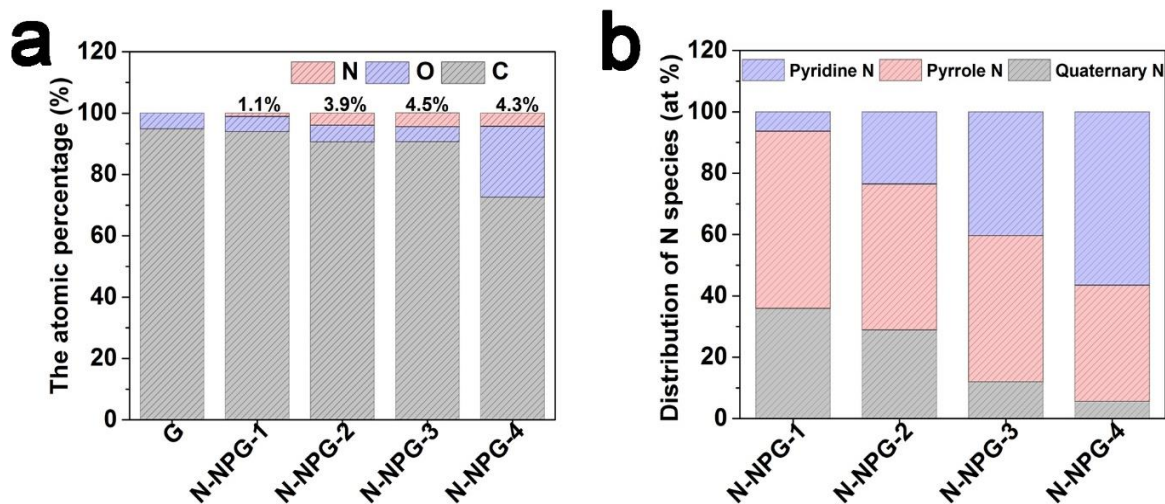 a
The atomic percentage (%)
120
100
80
60
40
20
0
N O C
1.1% 3.9% 4.5% 4.3%
G N-NPG-1 N-NPG-2 N-NPG-3 N-NPG-4
b
Distribution of N species (at %)
120
100
80
60
40
20
0
Pyridine N Pyrrole N Quaternary N
N-NPG-1 N-NPG-2 N-NPG-3 N-NPG-4